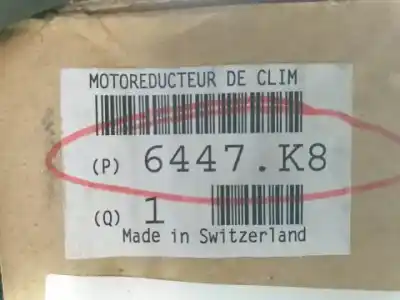 MOTOREDUCTEUR DE CLIM
(P) 6447.K8
(Q) 1
Made in Switzerland